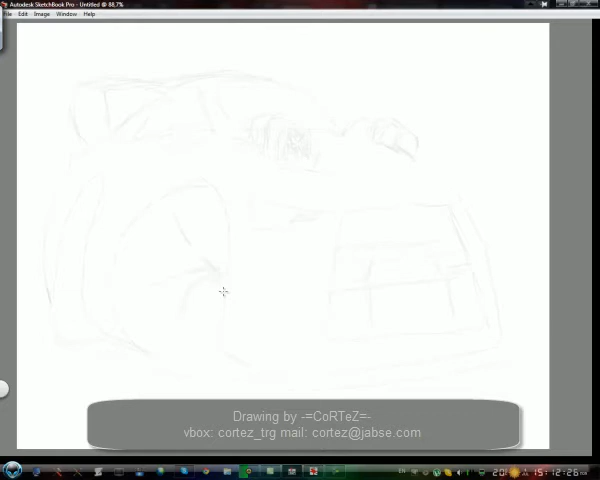 Autodesk SketchBook Pro - Untitled @ 88,7%
File Edit Image Window Help
Drawing by -=CoRTeZ=-
vbox: cortez_trg mail: cortez@jabse.com
EN 15:12:26